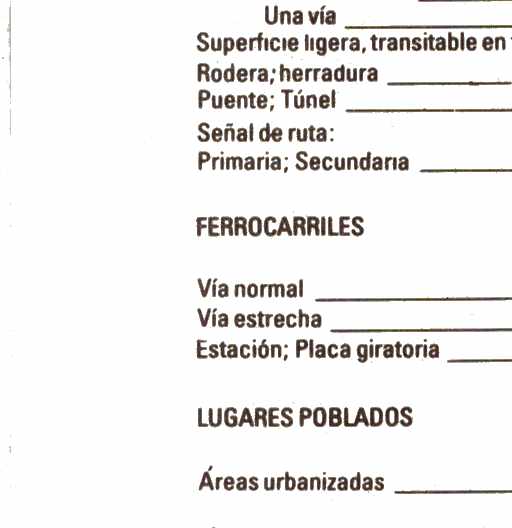 Una vía
Superficie ligera, transitable en
Rodera; herradura
Puente; Túnel
Señal de ruta:
Primaria; Secundaria
FERROCARRILES
Vía normal
Vía estrecha
Estación; Placa giratoria
LUGARES POBLADOS
Áreas urbanizadas